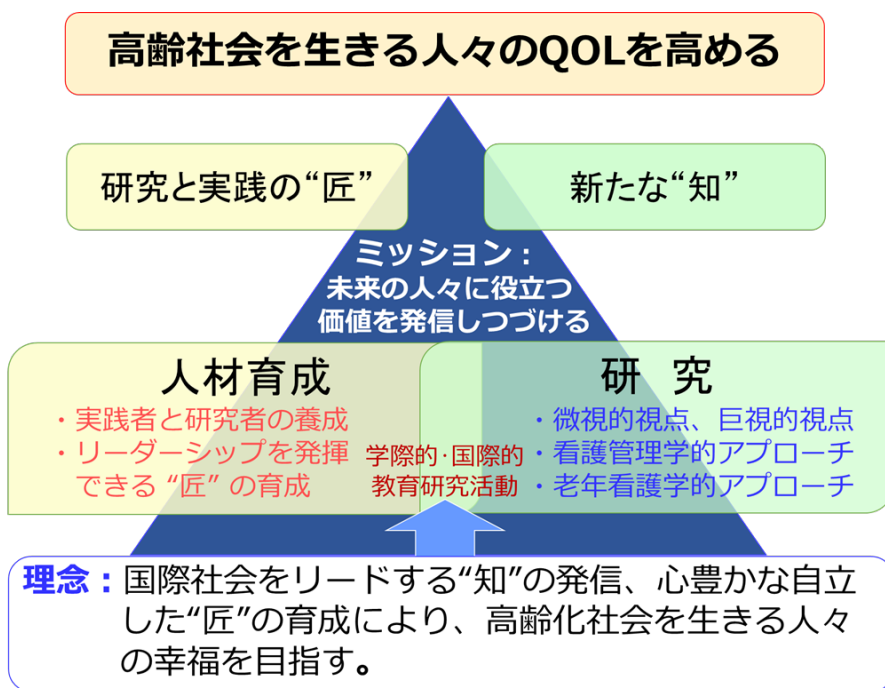 高齢社会を生きる人々のQOLを高める
研究と実践の“匠”
新たな“知”
ミッション：
未来の人々に役立つ
価値を発信しつづける
人材育成
・実践者と研究者の養成
・リーダーシップを発揮
できる “匠” の育成
研　究
・微視的視点、巨視的視点
・看護管理学的アプローチ
・老年看護学的アプローチ
学際的･国際的
教育研究活動
理念：国際社会をリードする“知”の発信、心豊かな自立
した“匠”の育成により、高齢化社会を生きる人々
の幸福を目指す。